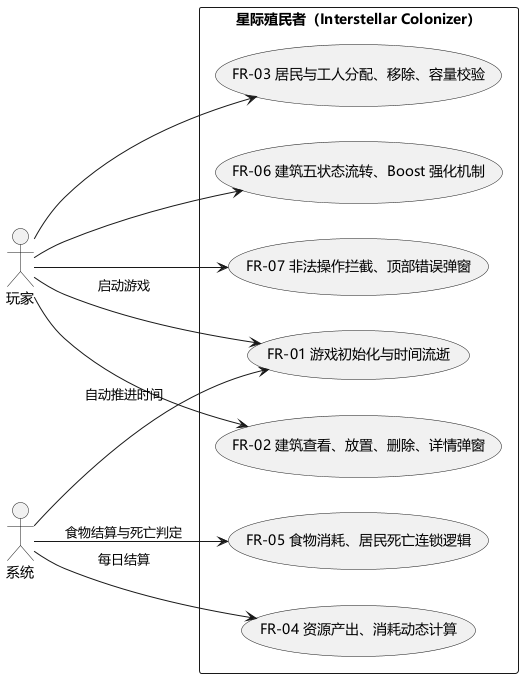 星际殖民者（Interstellar Colonizer）
FR-03 居民与工人分配、移除、容量校验
FR-06 建筑五状态流转、Boost 强化机制
FR-07 非法操作拦截、顶部错误弹窗
玩家
启动游戏
FR-01 游戏初始化与时间流逝
自动推进时间
FR-02 建筑查看、放置、删除、详情弹窗
食物结算与死亡判定
FR-05 食物消耗、居民死亡连锁逻辑
每日结算
系统
FR-04 资源产出、消耗动态计算